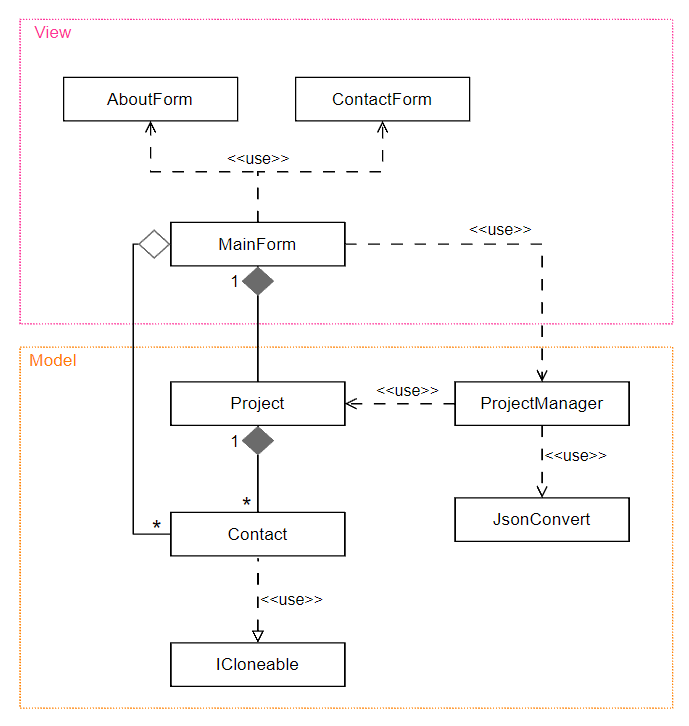 View
AboutForm
ContactForm
<<use>>
MainForm
<<use>>
1
Model
Project
<<use>>
ProjectManager
1
<<use>>
*
*
Contact
JsonConvert
<<use>>
ICloneable